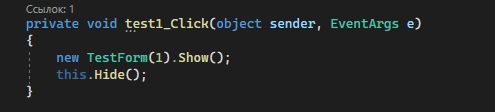 Ссылок: 1
private void test1_Click(object sender, EventArgs e)
{
new TestForm(1).Show();
this.Hide();
}